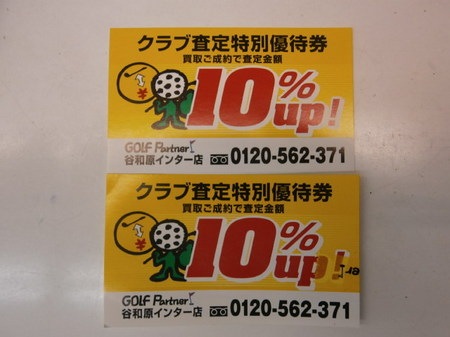 クラブ査定特別優待券
買取ご成約で査定金額
10% up!
GOLF Partner
谷和原インター店 0120-562-371
クラブ査定特別優待券
買取ご成約で査定金額
10% up!
GOLF Partner
谷和原インター店 0120-562-371